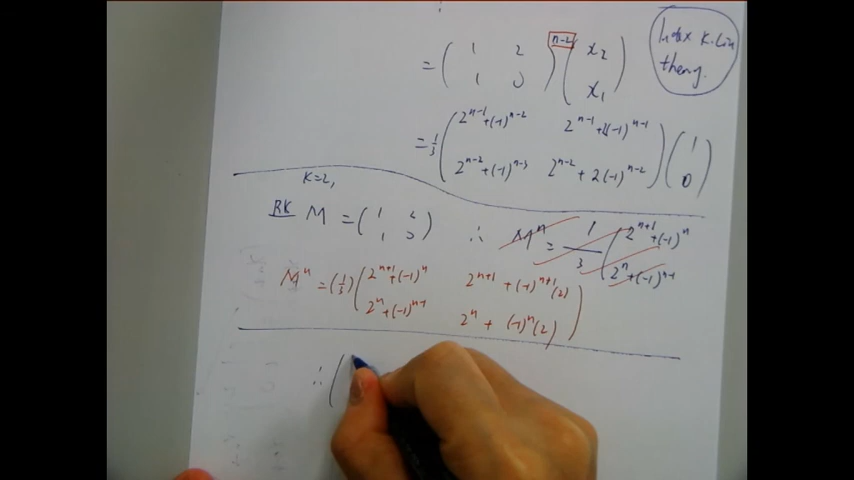 = ( 1 2 ; 1 0 )^{n-2} ( x_2 ; x_1 )
= 1/3 ( 2^{n-1}+(-1)^{n-2} 2^{n-1}+2(-1)^{n-1} ; 2^{n-2}+(-1)^{n-3} 2^{n-2}+2(-1)^{n-2} ) ( 1 ; 0 )
theory.
K=2,
RK M = ( 1 2 ; 1 0 ) ∴ M^n = 1/3 ( 2^{n+1}+(-1)^n ; 2^n+(-1)^{n-1}
M^n = (1/3) ( 2^{n+1}+(-1)^n 2^{n+1}+(-1)^{n+1}(2) ; 2^n+(-1)^{n-1} 2^n+(-1)^n(2) )
∴ (